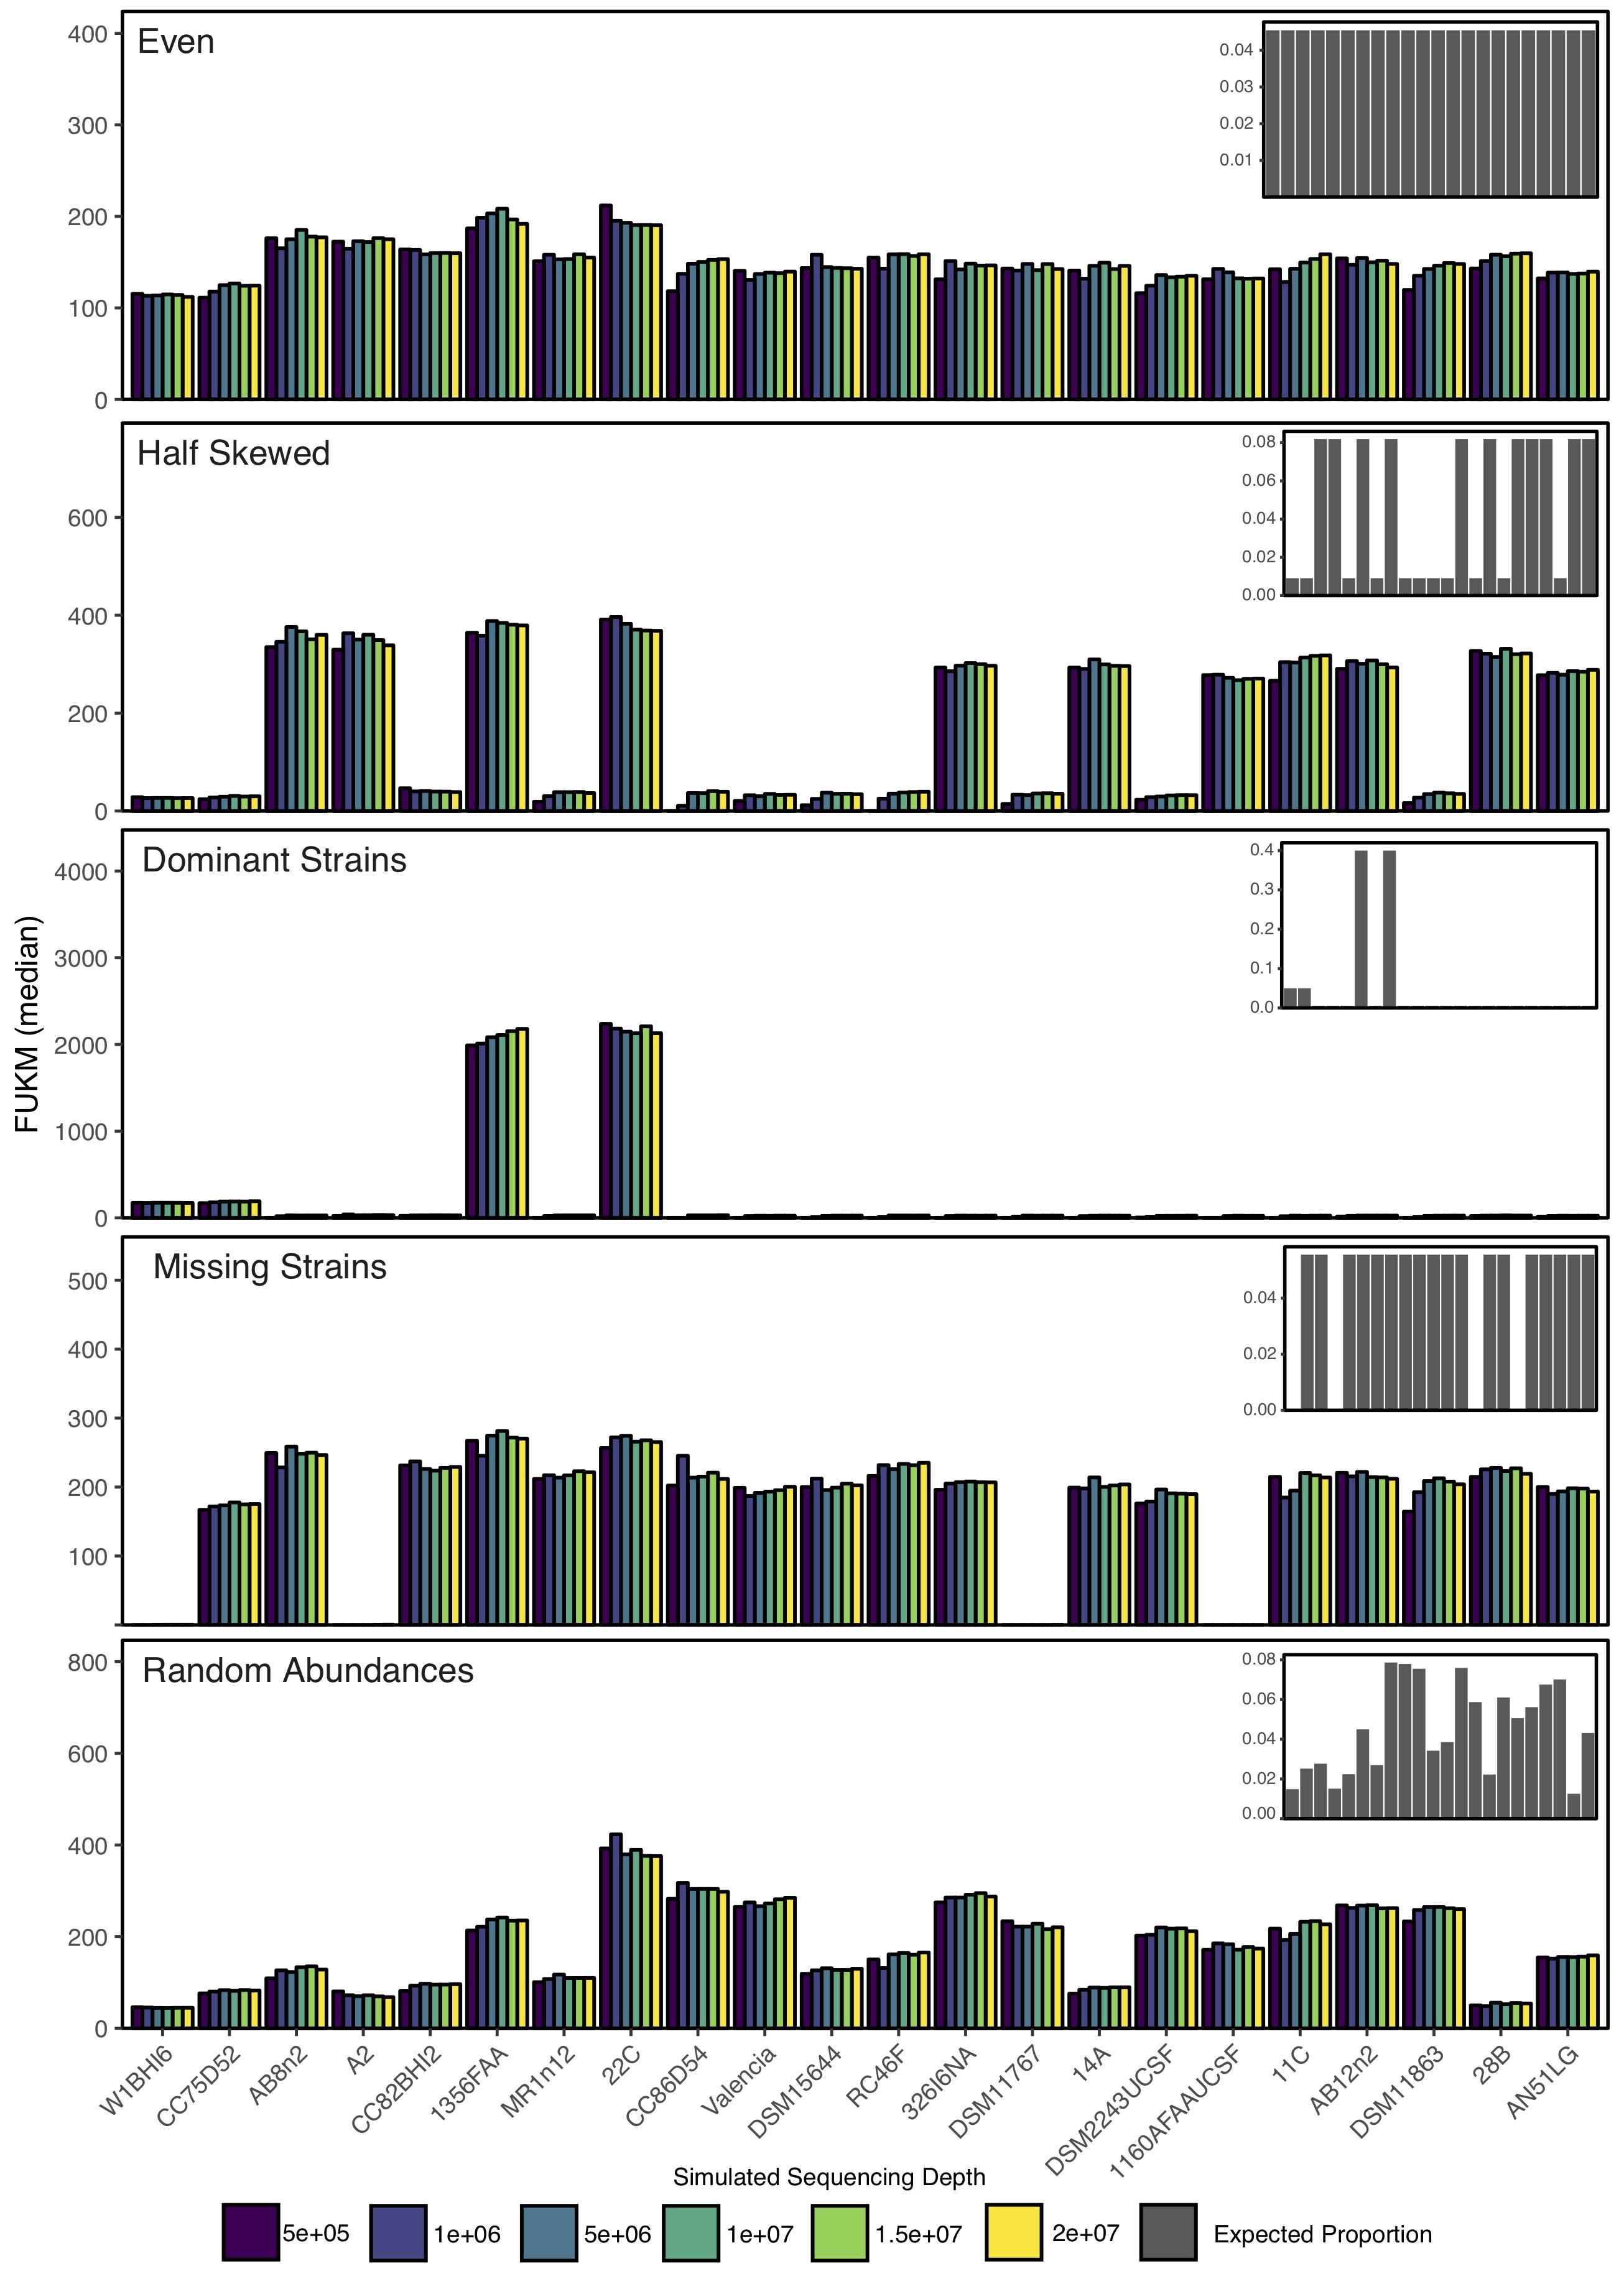 FUKM (median)
Even
400
300
200
100
0
0.04
0.03
0.02
0.01
Half Skewed
600
400
200
0
0.08
0.06
0.04
0.02
0.00
Dominant Strains
4000
3000
2000
1000
0
0.4
0.3
0.2
0.1
0.0
Missing Strains
500
400
300
200
100
0.04
0.02
0.00
Random Abundances
800
600
400
200
0
0.08
0.06
0.04
0.02
0.00
W1BHI6
CC75D52
AB8n2
A2
CC82BHI2
1356FAA
MR1n12
22C
CC86D54
Valencia
DSM15644
RC46F
326I6NA
DSM11767
14A
DSM2243UCSF
1160AFAAUCSF
11C
AB12n2
DSM11863
28B
AN51LG
Simulated Sequencing Depth
5e+05 1e+06 5e+06 1e+07 1.5e+07 2e+07 Expected Proportion